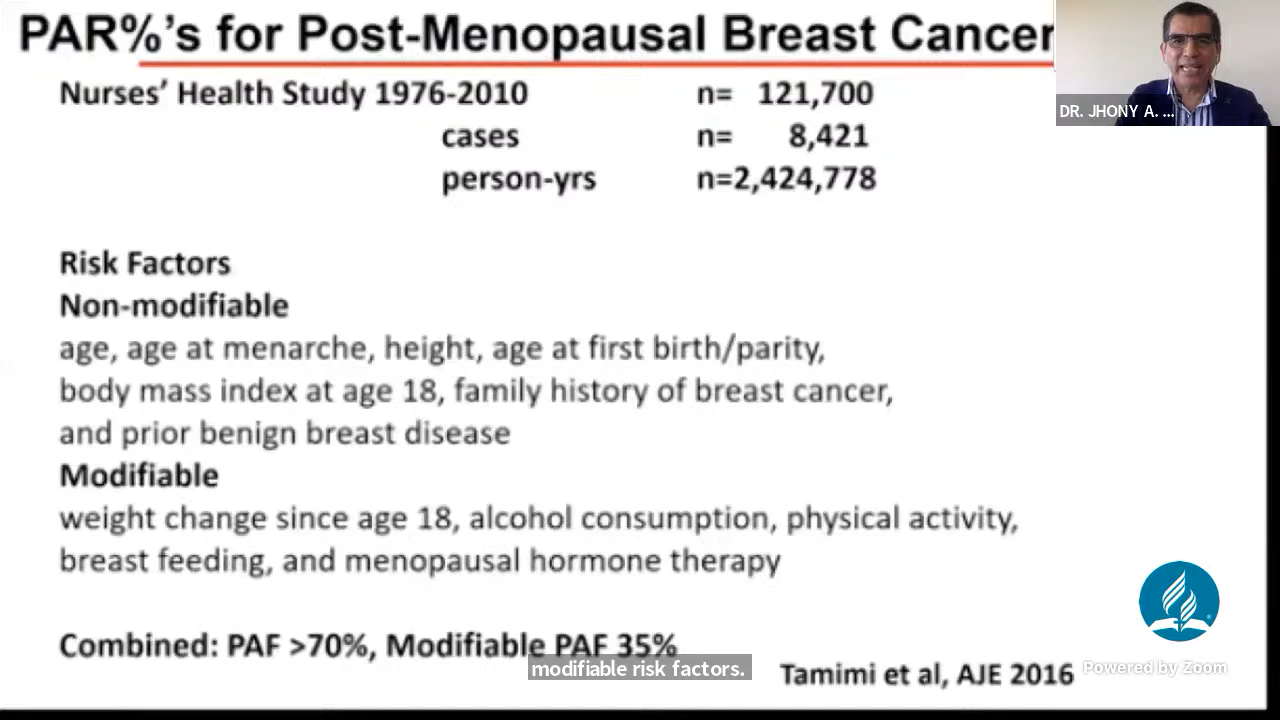 PAR%'s for Post-Menopausal Breast Cancer
DR. JHONY A. ...
Nurses' Health Study 1976-2010 n= 121,700
cases n= 8,421
person-yrs n=2,424,778
Risk Factors
Non-modifiable
age, age at menarche, height, age at first birth/parity,
body mass index at age 18, family history of breast cancer,
and prior benign breast disease
Modifiable
weight change since age 18, alcohol consumption, physical activity,
breast feeding, and menopausal hormone therapy
Combined: PAF >70%, Modifiable PAF 35%
modifiable risk factors.
Tamimi et al, AJE 2016
Powered by Zoom